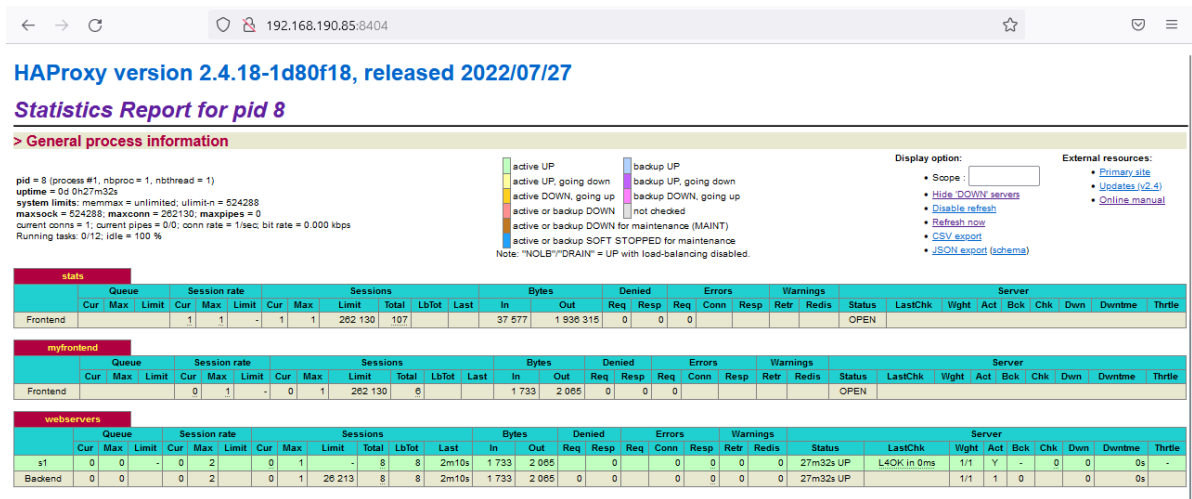 192.168.190.85:8404
HAProxy version 2.4.18-1d80f18, released 2022/07/27
Statistics Report for pid 8
> General process information
pid = 8 (process #1, nbproc = 1, nbthread = 1)
uptime = 0d 0h27m32s
system limits: memmax = unlimited; ulimit-n = 524288
maxsock = 524288; maxconn = 262130; maxpipes = 0
current conns = 1; current pipes = 0/0; conn rate = 1/sec; bit rate = 0.000 kbps
Running tasks: 0/12; idle = 100 %
active UP backup UP
active UP, going down backup UP, going down
active DOWN, going up backup DOWN, going up
active or backup DOWN not checked
active or backup DOWN for maintenance (MAINT)
active or backup SOFT STOPPED for maintenance
Note: "NOLB"/"DRAIN" = UP with load-balancing disabled.
Display option:
Scope :
Hide 'DOWN' servers
Disable refresh
Refresh now
CSV export
JSON export (schema)
External resources:
Primary site
Updates (v2.4)
Online manual
stats
Queue Session rate Sessions Bytes Denied Errors Warnings Server
Cur Max Limit Cur Max Limit Cur Max Limit Total LbTot Last In Out Req Resp Req Conn Resp Retr Redis Status LastChk Wght Act Bck Chk Dwn Dwntme Thrtle
Frontend 1 1 - 1 1 262 130 107 37 577 1 936 315 0 0 0 OPEN
myfrontend
Queue Session rate Sessions Bytes Denied Errors Warnings Server
Cur Max Limit Cur Max Limit Cur Max Limit Total LbTot Last In Out Req Resp Req Conn Resp Retr Redis Status LastChk Wght Act Bck Chk Dwn Dwntme Thrtle
Frontend 0 1 - 0 1 262 130 6 1 733 2 065 0 0 0 OPEN
webservers
Queue Session rate Sessions Bytes Denied Errors Warnings Server
Cur Max Limit Cur Max Limit Cur Max Limit Total LbTot Last In Out Req Resp Req Conn Resp Retr Redis Status LastChk Wght Act Bck Chk Dwn Dwntme Thrtle
s1 0 0 - 0 2 0 1 - 8 8 2m10s 1 733 2 065 0 0 0 0 0 27m32s UP L4OK in 0ms 1/1 Y - 0 0 0s -
Backend 0 0 0 2 0 1 26 213 8 8 2m10s 1 733 2 065 0 0 0 0 0 0 27m32s UP 1/1 1 0 0 0s